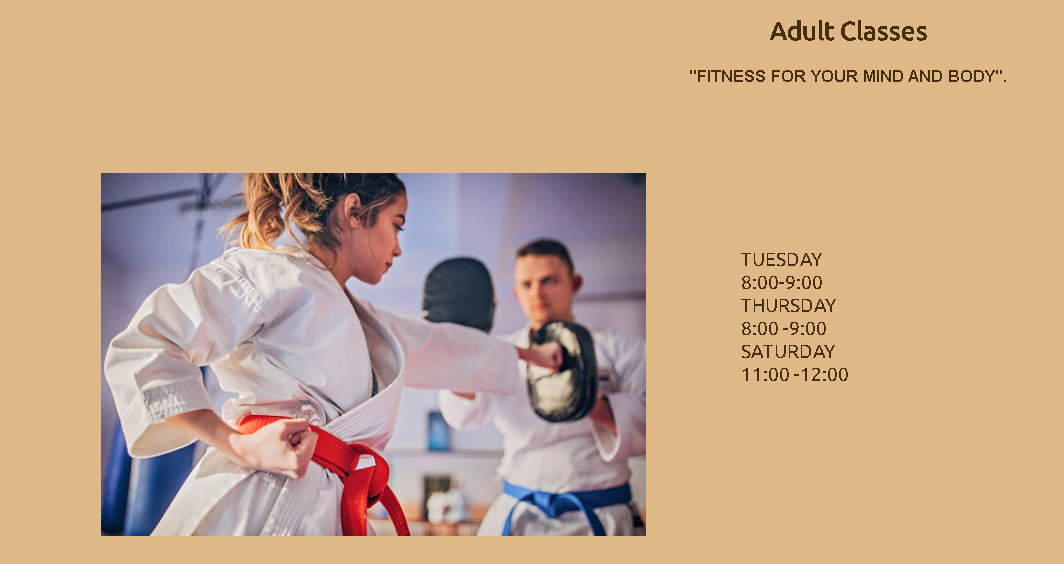 Adult Classes
"FITNESS FOR YOUR MIND AND BODY".
TUESDAY
8:00-9:00
THURSDAY
8:00 -9:00
SATURDAY
11:00 -12:00